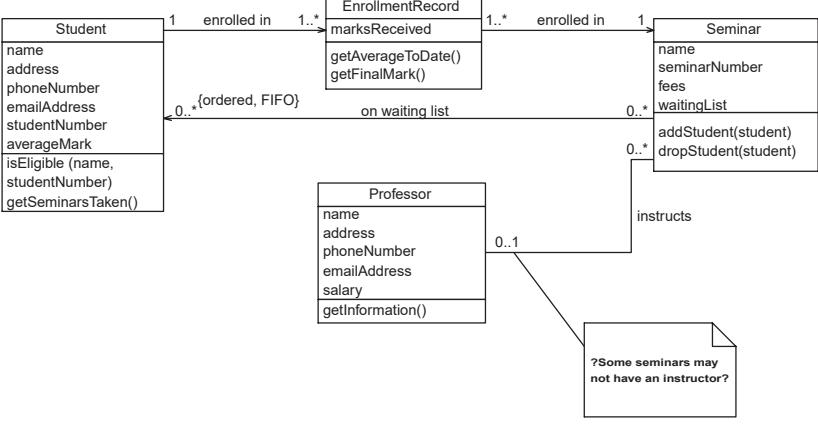 EnrollmentRecord
marksReceived
getAverageToDate()
getFinalMark()
1 enrolled in 1..*
1..* enrolled in 1
Student
name
address
phoneNumber
emailAddress
studentNumber
averageMark
isEligible (name,
studentNumber)
getSeminarsTaken()
Seminar
name
seminarNumber
fees
waitingList
addStudent(student)
dropStudent(student)
{ordered, FIFO}
0..* on waiting list 0..*
0..*
instructs
0..1
Professor
name
address
phoneNumber
emailAddress
salary
getInformation()
?Some seminars may
not have an instructor?